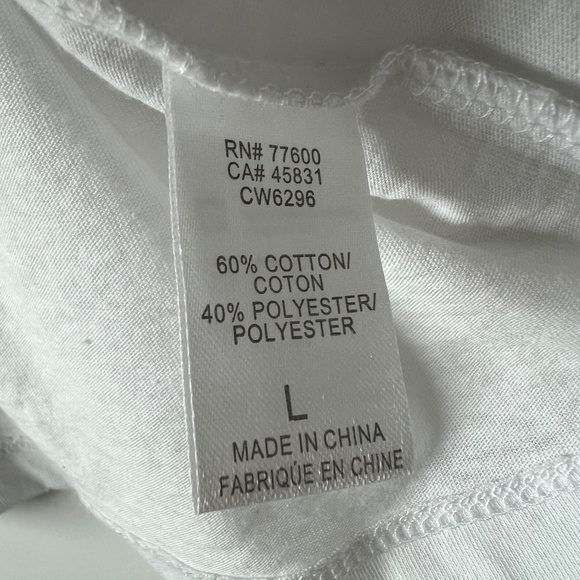 RN# 77600
CA# 45831
CW6296
60% COTTON/
COTON
40% POLYESTER/
POLYESTER
L
MADE IN CHINA
FABRIQUÉ EN CHINE